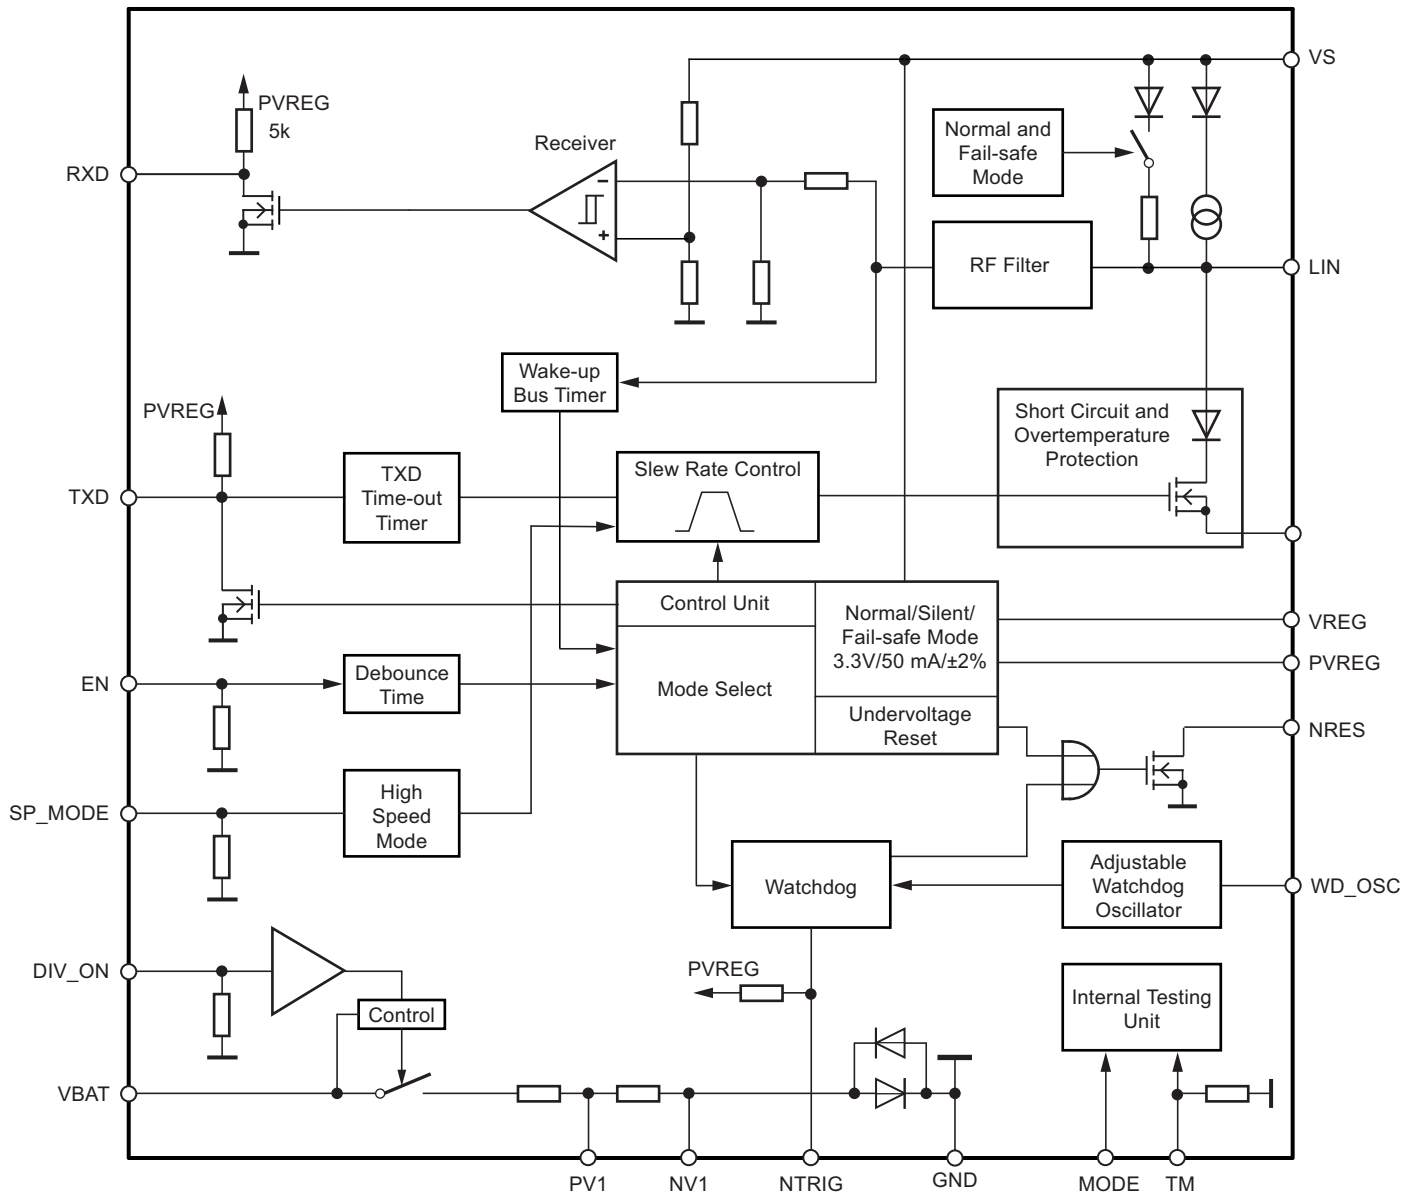 VS
PVREG
5k
Receiver
Normal and
Fail-safe
Mode
RXD
-
+
RF Filter
LIN
Wake-up
Bus Timer
PVREG
Short Circuit and
Overtemperature
Protection
TXD
TXD
Time-out
Timer
Slew Rate Control
Control Unit
Normal/Silent/
Fail-safe Mode
3.3V/50 mA/±2%
VREG
PVREG
EN
Debounce
Time
Mode Select
Undervoltage
Reset
NRES
SP_MODE
High
Speed
Mode
Watchdog
Adjustable
Watchdog
Oscillator
WD_OSC
DIV_ON
PVREG
Internal Testing
Unit
Control
VBAT
PV1
NV1
NTRIG
GND
MODE
TM